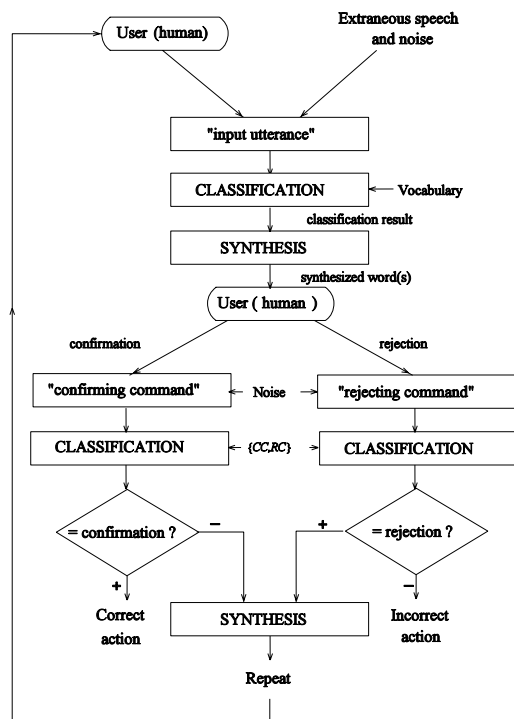 User (human)
Extraneous speech
and noise
"input utterance"
CLASSIFICATION
Vocabulary
classification result
SYNTHESIS
synthesized word(s)
User ( human )
confirmation
rejection
"confirming command"
Noise
"rejecting command"
CLASSIFICATION
{CC,RC}
CLASSIFICATION
= confirmation ?
−
+
= rejection ?
+
−
Correct
action
SYNTHESIS
Incorrect
action
Repeat